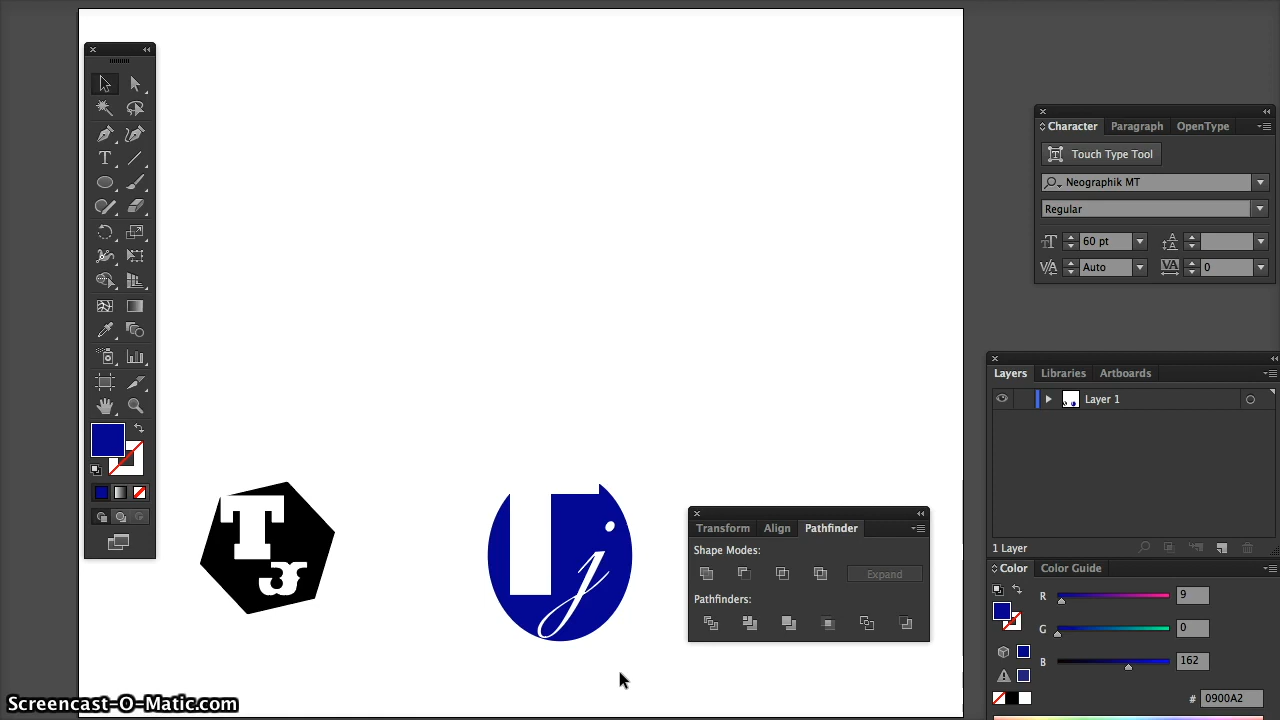 Character Paragraph OpenType
Touch Type Tool
Neographik MT
Regular
60 pt
Auto 0
Layers Libraries Artboards
Layer 1
1 Layer
Transform Align Pathfinder
Shape Modes:
Expand
Pathfinders:
Color Color Guide
R 9
G 0
B 162
# 0900A2
T
j
Screencast-O-Matic.com